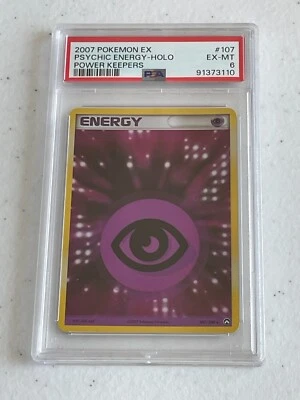 2007 POKEMON EX #107
PSYCHIC ENERGY-HOLO EX-MT
POWER KEEPERS 6
PSA 91373110
ENERGY